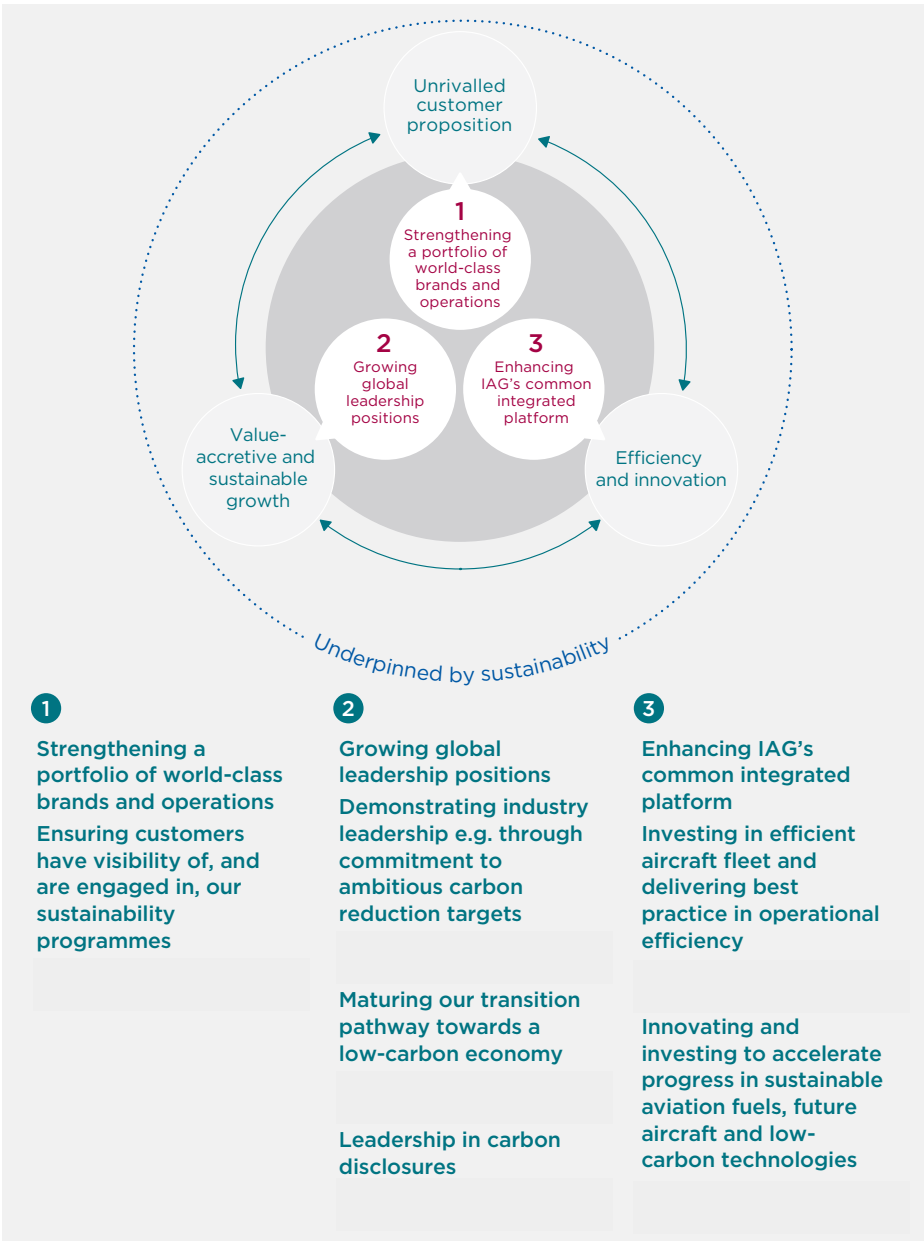 Unrivalled
customer
proposition
1
Strengthening
a portfolio of
world-class
brands and
operations
2
Growing
global
leadership
positions
3
Enhancing
IAG's common
integrated
platform
Value-
accretive and
sustainable
growth
Efficiency
and innovation
Underpinned by sustainability
1
Strengthening a
portfolio of world-class
brands and operations
Ensuring customers
have visibility of, and
are engaged in, our
sustainability
programmes
2
Growing global
leadership positions
Demonstrating industry
leadership e.g. through
commitment to
ambitious carbon
reduction targets
Maturing our transition
pathway towards a
low-carbon economy
Leadership in carbon
disclosures
3
Enhancing IAG's
common integrated
platform
Investing in efficient
aircraft fleet and
delivering best
practice in operational
efficiency
Innovating and
investing to accelerate
progress in sustainable
aviation fuels, future
aircraft and low-
carbon technologies